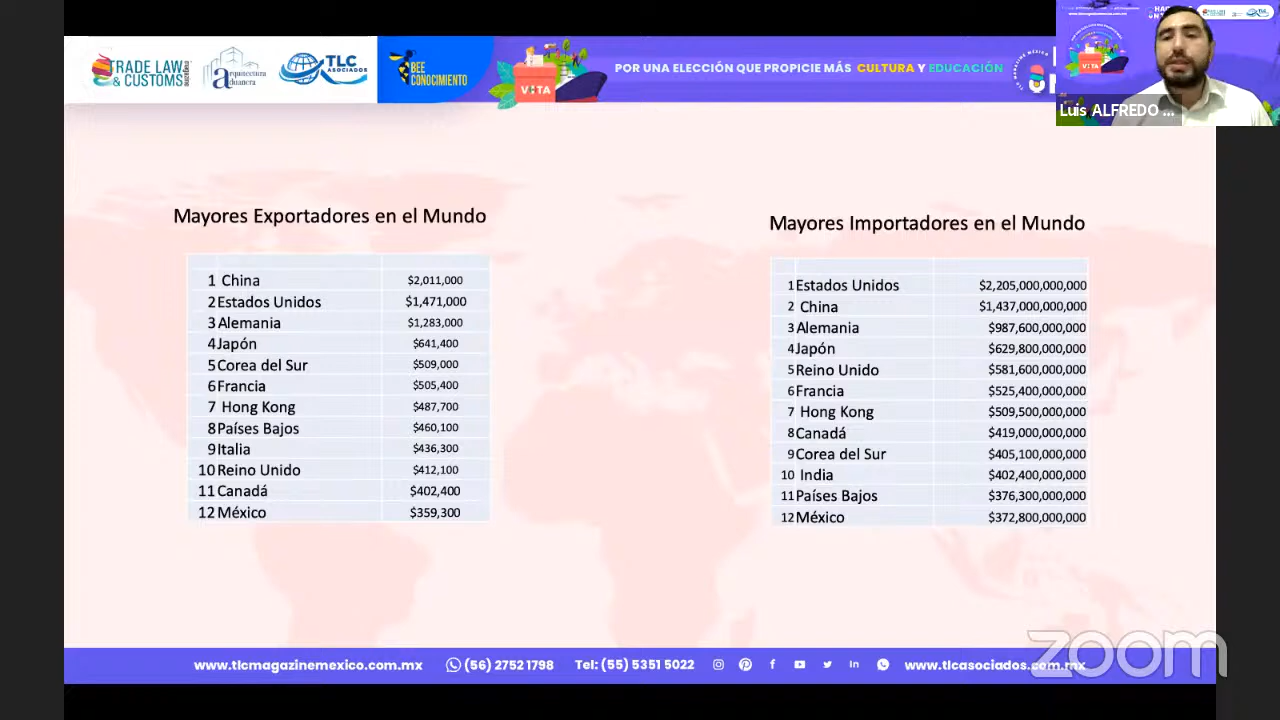 TRADE LAW
& CUSTOMS
arquitectura
aduanera
TLC
ASOCIADOS
BEE
CONOCIMIENTO
VOTA
POR UNA ELECCIÓN QUE PROPICIE MÁS CULTURA Y EDUCACIÓN
Luis ALFREDO ...
Mayores Exportadores en el Mundo
1 China $2,011,000
2 Estados Unidos $1,471,000
3 Alemania $1,283,000
4 Japón $641,400
5 Corea del Sur $509,000
6 Francia $505,400
7 Hong Kong $487,700
8 Países Bajos $460,100
9 Italia $436,300
10 Reino Unido $412,100
11 Canadá $402,400
12 México $359,300
Mayores Importadores en el Mundo
1 Estados Unidos $2,205,000,000,000
2 China $1,437,000,000,000
3 Alemania $987,600,000,000
4 Japón $629,800,000,000
5 Reino Unido $581,600,000,000
6 Francia $525,400,000,000
7 Hong Kong $509,500,000,000
8 Canadá $419,000,000,000
9 Corea del Sur $405,100,000,000
10 India $402,400,000,000
11 Países Bajos $376,300,000,000
12 México $372,800,000,000
www.tlcmagazinemexico.com.mx (56) 2752 1798 Tel: (55) 5351 5022 www.tlcasociados.com.mx
zoom